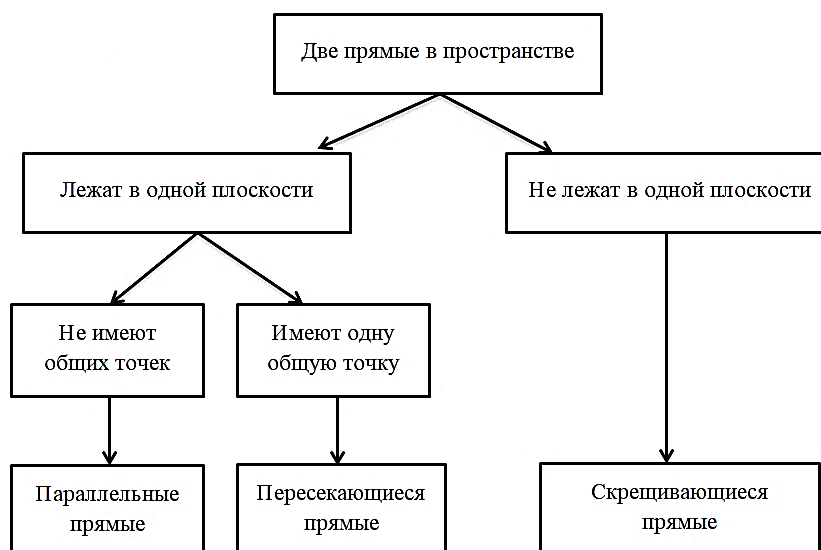 Две прямые в пространстве
Лежат в одной плоскости
Не лежат в одной плоскости
Не имеют
общих точек
Имеют одну
общую точку
Параллельные
прямые
Пересекающиеся
прямые
Скрещивающиеся
прямые